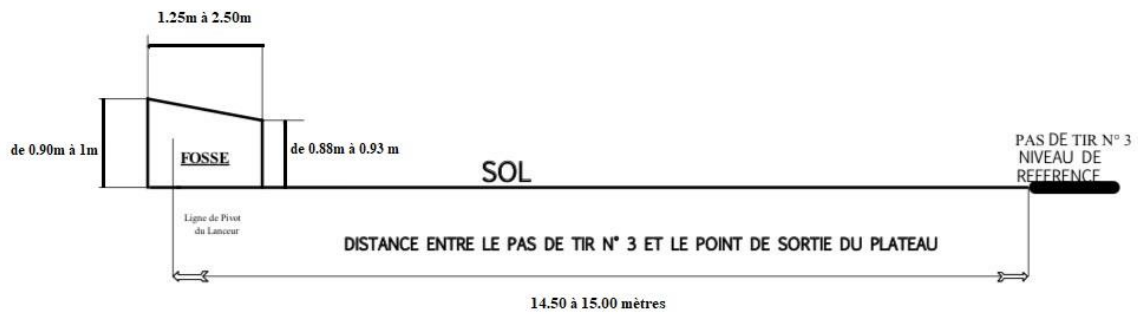 1.25m à 2.50m
de 0.90m à 1m
FOSSE
de 0.88m à 0.93 m
SOL
PAS DE TIR N° 3
NIVEAU DE
REFERENCE
Ligne de Pivot
du Lanceur
DISTANCE ENTRE LE PAS DE TIR N° 3 ET LE POINT DE SORTIE DU PLATEAU
14.50 à 15.00 mètres